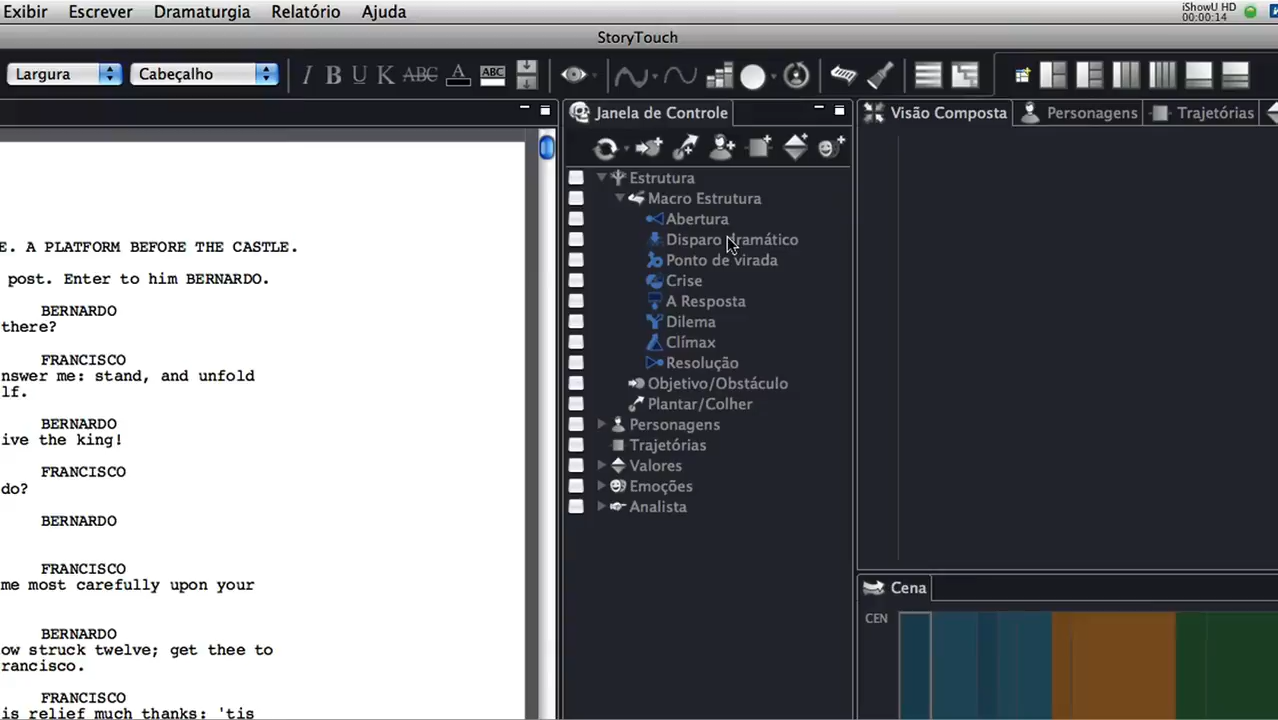 Exibir Escrever Dramaturgia Relatório Ajuda
iShowU HD
00:00:14
StoryTouch
Largura Cabeçalho I B U K ABC A ABC
Janela de Controle
Visão Composta Personagens Trajetórias
Estrutura
Macro Estrutura
Abertura
Disparo dramático
Ponto de virada
Crise
A Resposta
Dilema
Clímax
Resolução
Objetivo/Obstáculo
Plantar/Colher
Personagens
Trajetórias
Valores
Emoções
Analista
E. A PLATFORM BEFORE THE CASTLE.
post. Enter to him BERNARDO.
BERNARDO
there?
FRANCISCO
nswer me: stand, and unfold
lf.
BERNARDO
ive the king!
FRANCISCO
do?
BERNARDO
FRANCISCO
me most carefully upon your
BERNARDO
ow struck twelve; get thee to
rancisco.
FRANCISCO
is relief much thanks: 'tis
Cena
CEN